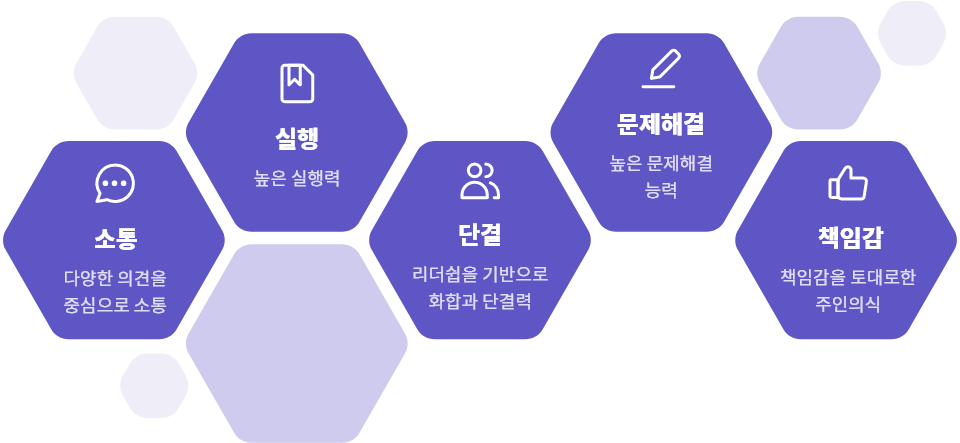 소통
다양한 의견을
중심으로 소통
실행
높은 실행력
단결
리더쉽을 기반으로
화합과 단결력
문제해결
높은 문제해결
능력
책임감
책임감을 토대로한
주인의식